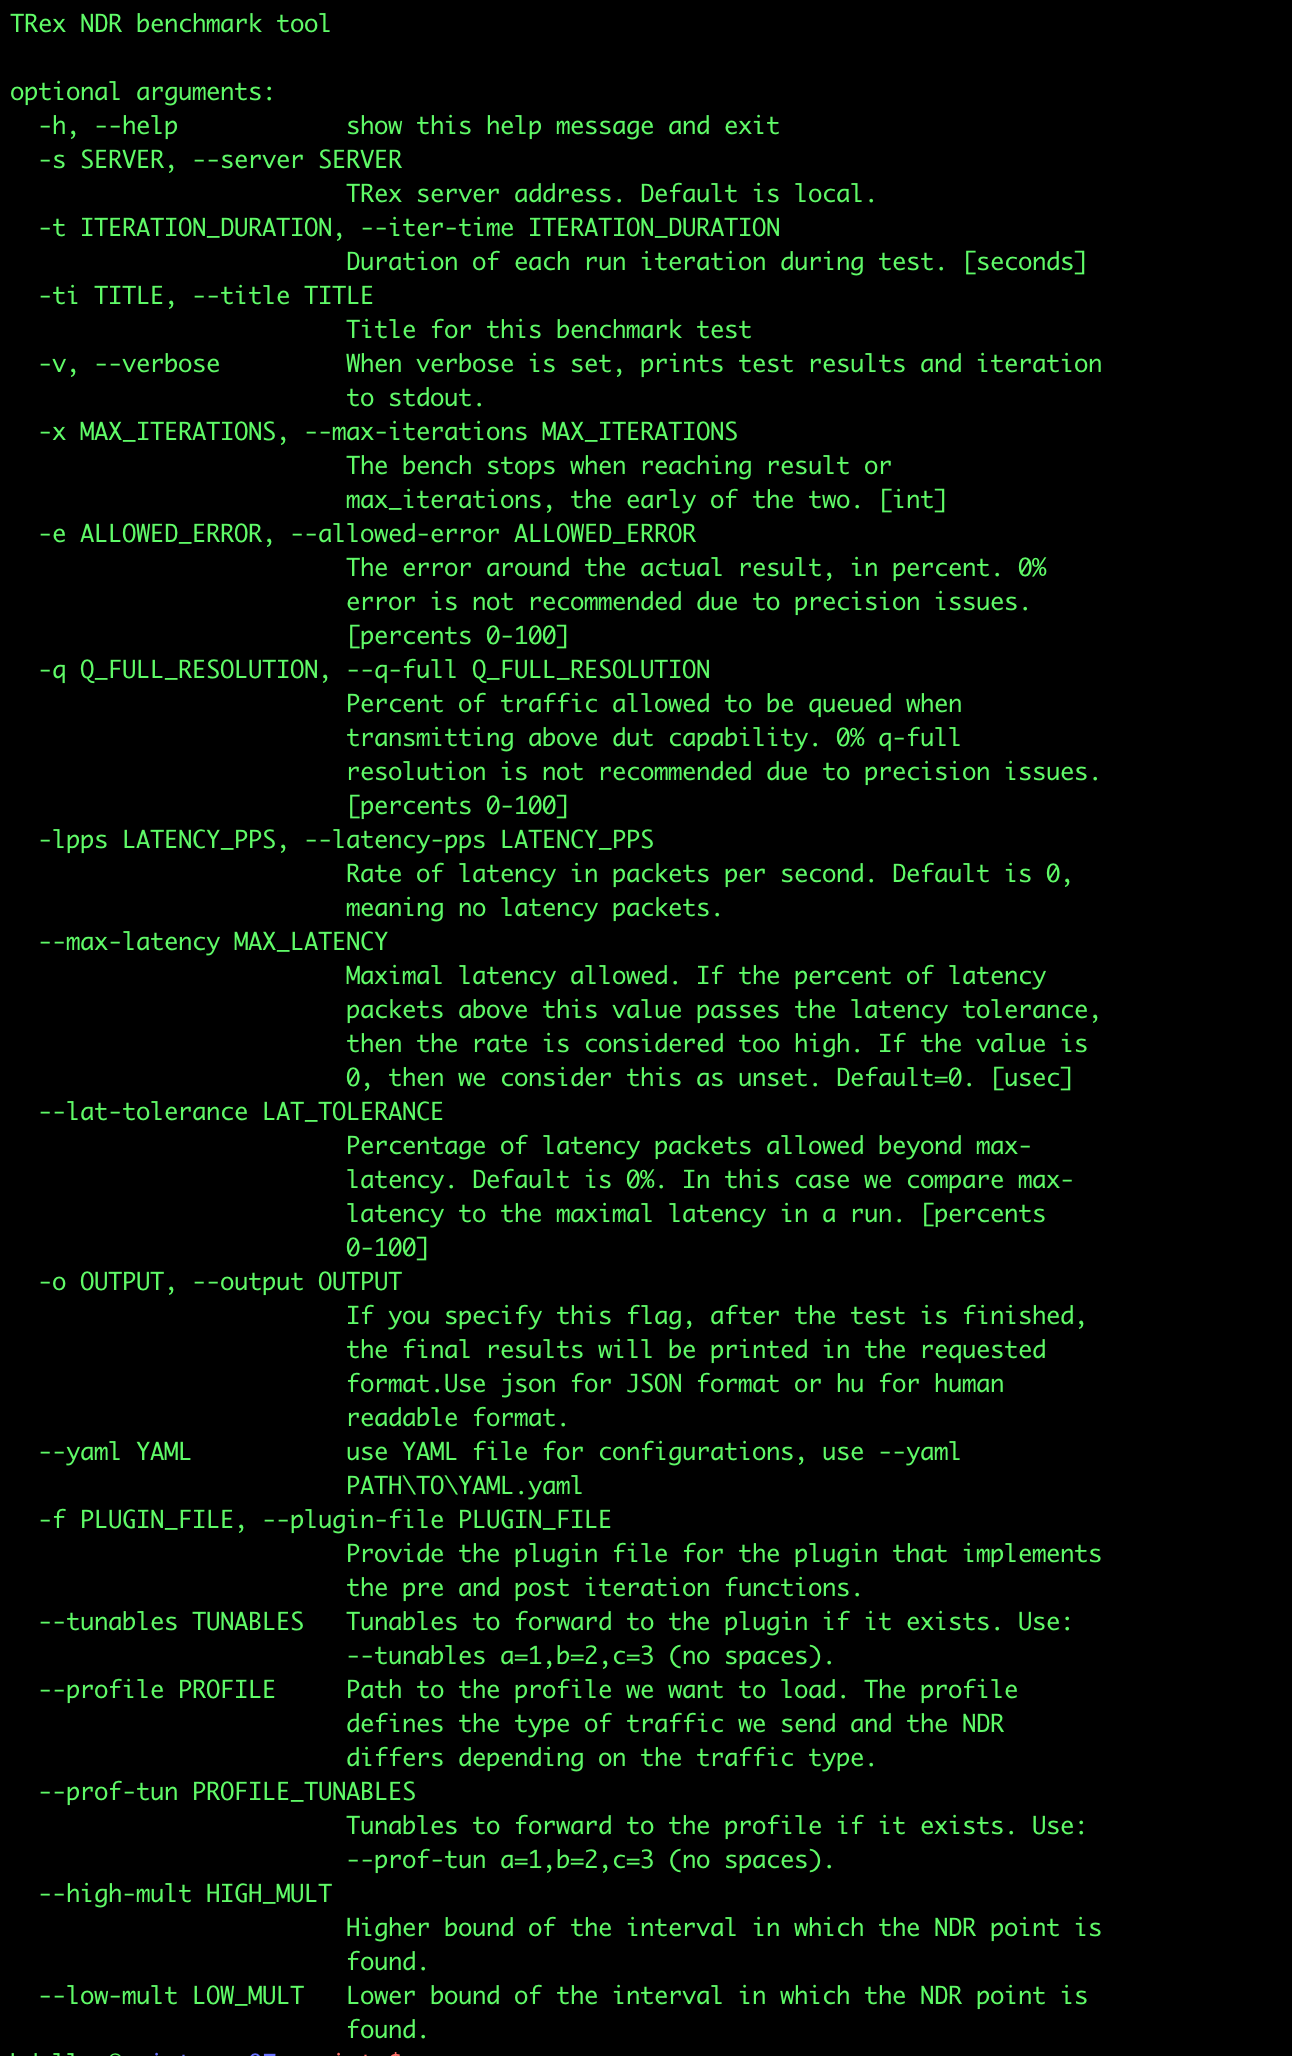 TRex NDR benchmark tool
optional arguments:
-h, --help show this help message and exit
-s SERVER, --server SERVER
TRex server address. Default is local.
-t ITERATION_DURATION, --iter-time ITERATION_DURATION
Duration of each run iteration during test. [seconds]
-ti TITLE, --title TITLE
Title for this benchmark test
-v, --verbose When verbose is set, prints test results and iteration
to stdout.
-x MAX_ITERATIONS, --max-iterations MAX_ITERATIONS
The bench stops when reaching result or
max_iterations, the early of the two. [int]
-e ALLOWED_ERROR, --allowed-error ALLOWED_ERROR
The error around the actual result, in percent. 0%
error is not recommended due to precision issues.
[percents 0-100]
-q Q_FULL_RESOLUTION, --q-full Q_FULL_RESOLUTION
Percent of traffic allowed to be queued when
transmitting above dut capability. 0% q-full
resolution is not recommended due to precision issues.
[percents 0-100]
-lpps LATENCY_PPS, --latency-pps LATENCY_PPS
Rate of latency in packets per second. Default is 0,
meaning no latency packets.
--max-latency MAX_LATENCY
Maximal latency allowed. If the percent of latency
packets above this value passes the latency tolerance,
then the rate is considered too high. If the value is
0, then we consider this as unset. Default=0. [usec]
--lat-tolerance LAT_TOLERANCE
Percentage of latency packets allowed beyond max-
latency. Default is 0%. In this case we compare max-
latency to the maximal latency in a run. [percents
0-100]
-o OUTPUT, --output OUTPUT
If you specify this flag, after the test is finished,
the final results will be printed in the requested
format.Use json for JSON format or hu for human
readable format.
--yaml YAML use YAML file for configurations, use --yaml
PATH\TO\YAML.yaml
-f PLUGIN_FILE, --plugin-file PLUGIN_FILE
Provide the plugin file for the plugin that implements
the pre and post iteration functions.
--tunables TUNABLES Tunables to forward to the plugin if it exists. Use:
--tunables a=1,b=2,c=3 (no spaces).
--profile PROFILE Path to the profile we want to load. The profile
defines the type of traffic we send and the NDR
differs depending on the traffic type.
--prof-tun PROFILE_TUNABLES
Tunables to forward to the profile if it exists. Use:
--prof-tun a=1,b=2,c=3 (no spaces).
--high-mult HIGH_MULT
Higher bound of the interval in which the NDR point is
found.
--low-mult LOW_MULT Lower bound of the interval in which the NDR point is
found.